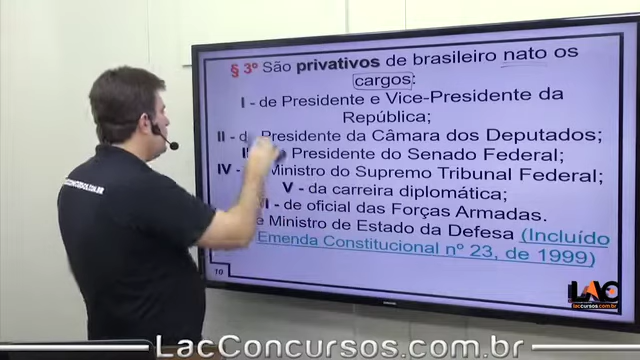 LAC
CONCURSOS
§ 3º São privativos de brasileiro nato os
cargos:
I - de Presidente e Vice-Presidente da
República;
II - d Presidente da Câmara dos Deputados;
Presidente do Senado Federal;
IV - Ministro do Supremo Tribunal Federal;
V - da carreira diplomática;
I - de oficial das Forças Armadas.
e Ministro de Estado da Defesa (Incluído
Emenda Constitucional nº 23, de 1999)
10
LAC
laccursos.com.br
LacConcursos.com.br